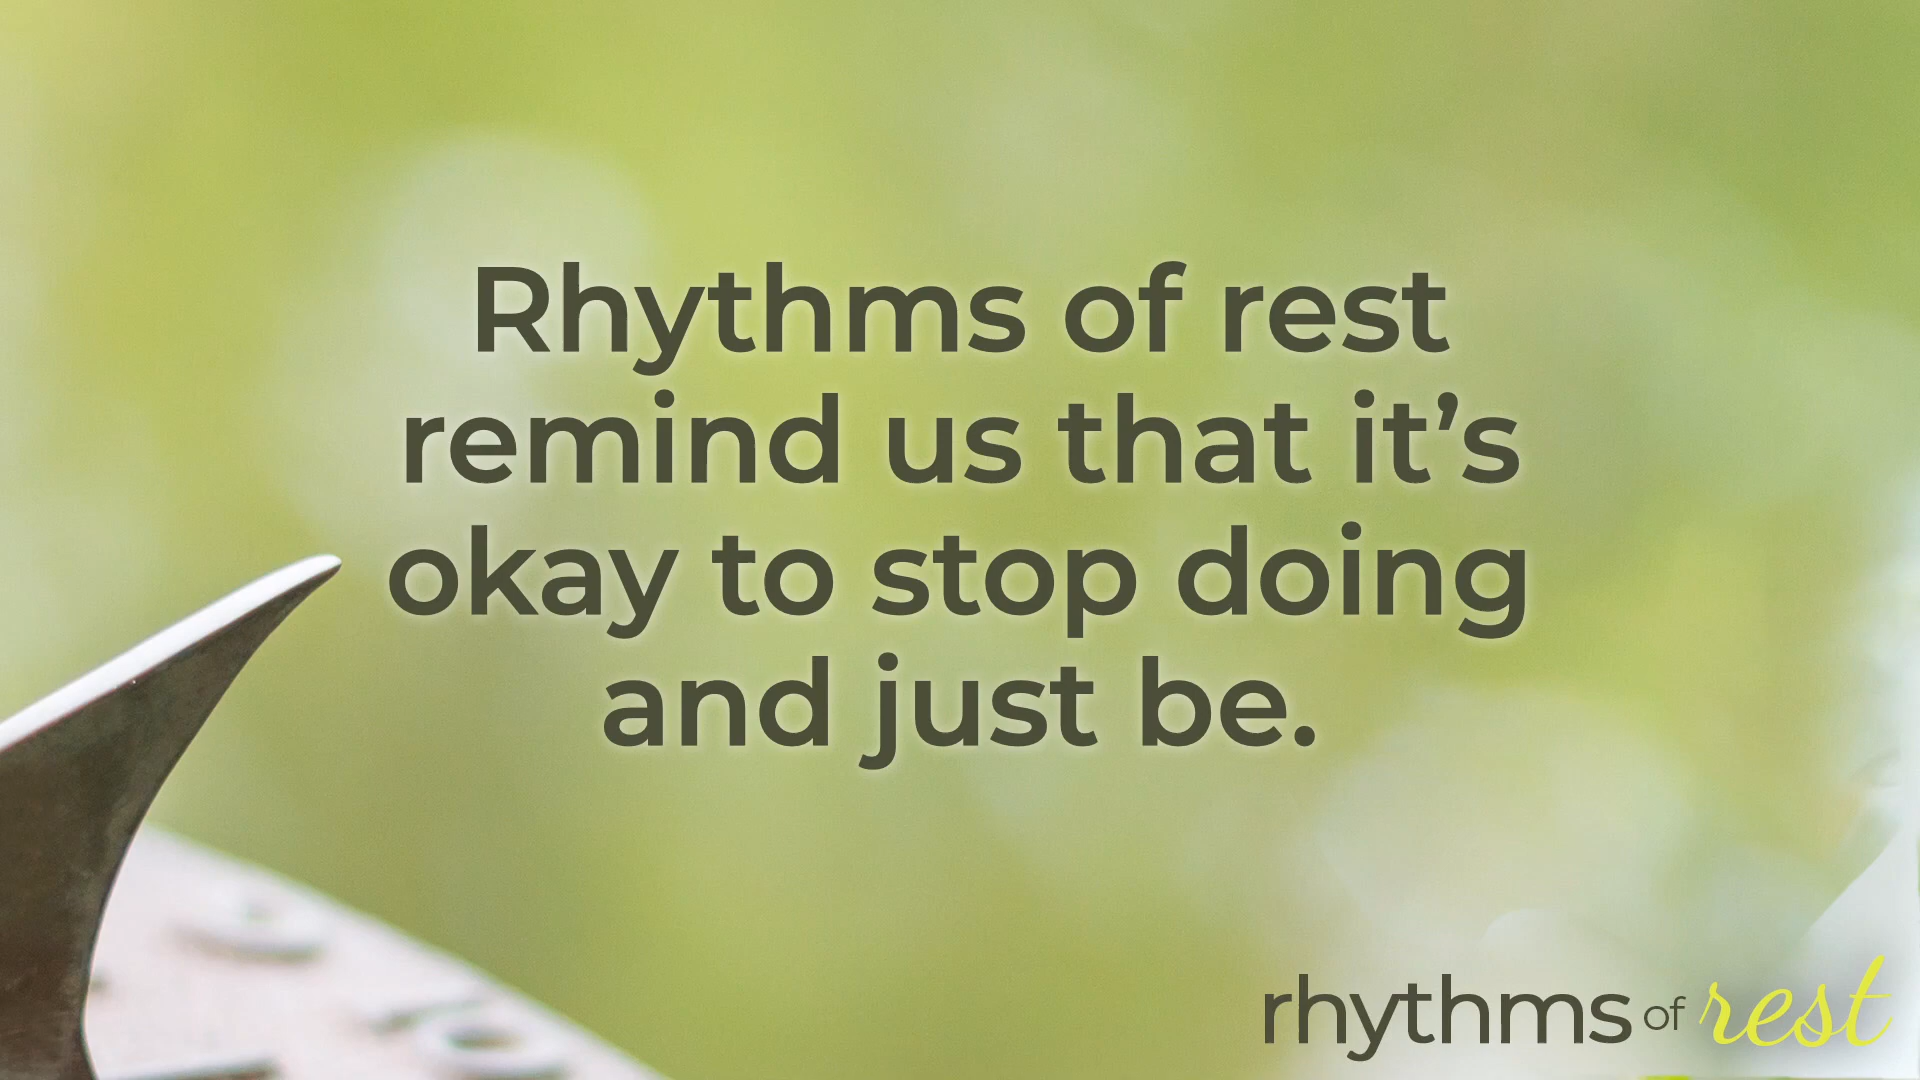 Rhythms of rest
remind us that it’s
okay to stop doing
and just be.
rhythms of rest